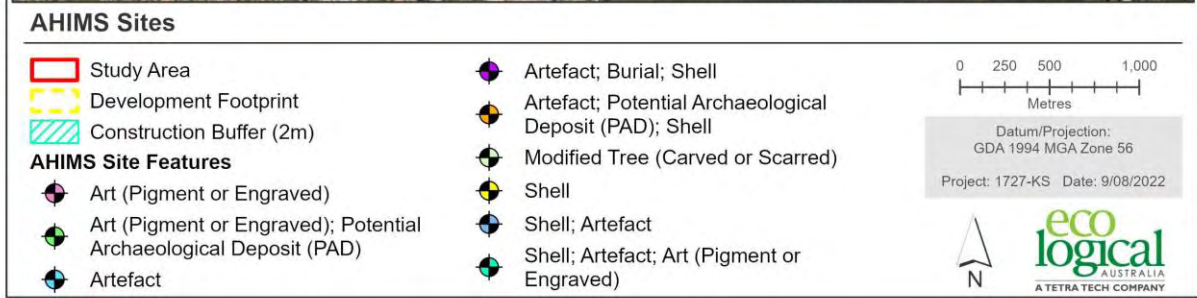 AHIMS Sites
Study Area
Development Footprint
Construction Buffer (2m)
AHIMS Site Features
Art (Pigment or Engraved)
Art (Pigment or Engraved); Potential
Archaeological Deposit (PAD)
Artefact
Artefact; Burial; Shell
Artefact; Potential Archaeological
Deposit (PAD); Shell
Modified Tree (Carved or Scarred)
Shell
Shell; Artefact
Shell; Artefact; Art (Pigment or
Engraved)
0 250 500 1,000
Metres
Datum/Projection:
GDA 1994 MGA Zone 56
Project: 1727-KS Date: 9/08/2022
N
eco
logical
AUSTRALIA
A TETRA TECH COMPANY